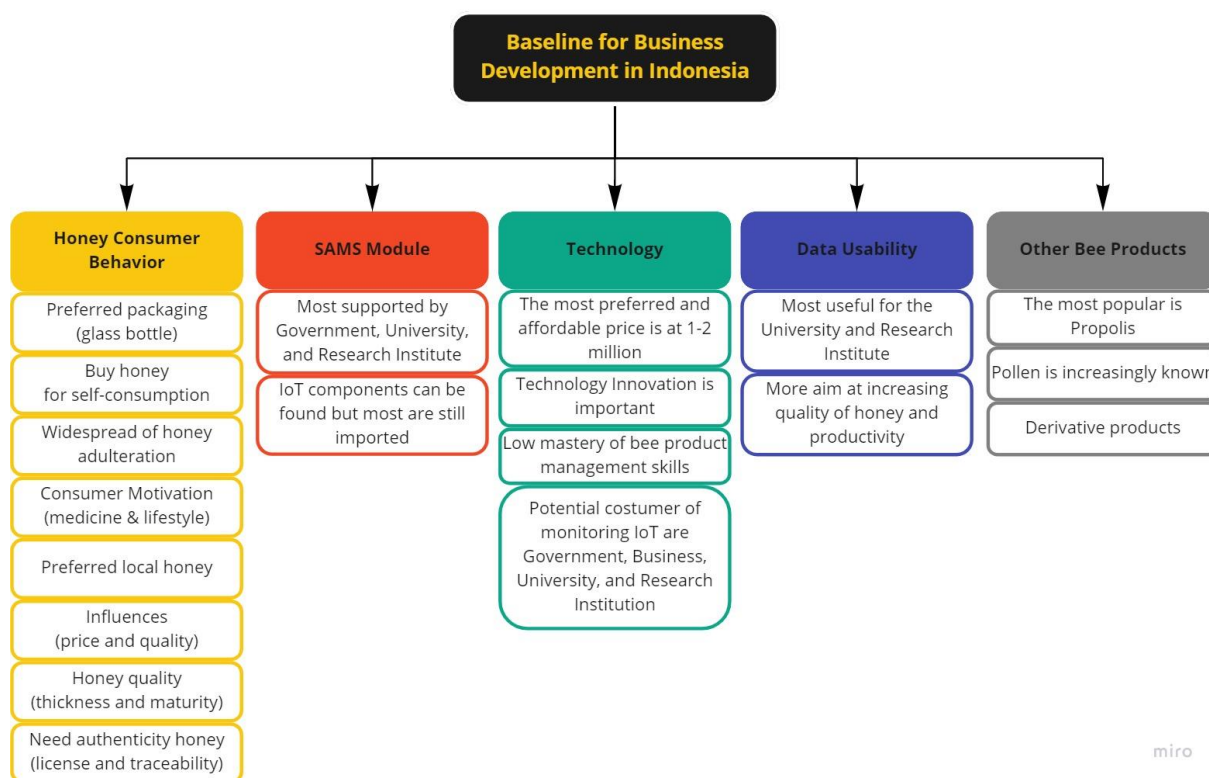 Baseline for Business
Development in Indonesia
Honey Consumer
Behavior
Preferred packaging
(glass bottle)
Buy honey
for self-consumption
Widespread of honey
adulteration
Consumer Motivation
(medicine & lifestyle)
Preferred local honey
Influences
(price and quality)
Honey quality
(thickness and maturity)
Need authenticity honey
(license and traceability)
SAMS Module
Most supported by
Government, University,
and Research Institute
IoT components can be
found but most are still
imported
Technology
The most preferred and
affordable price is at 1-2
million
Technology Innovation is
important
Low mastery of bee product
management skills
Potential costumer of
monitoring IoT are
Government, Business,
University, and Research
Institution
Data Usability
Most useful for the
University and Research
Institute
More aim at increasing
quality of honey and
productivity
Other Bee Products
The most popular is
Propolis
Pollen is increasingly known
Derivative products
miro